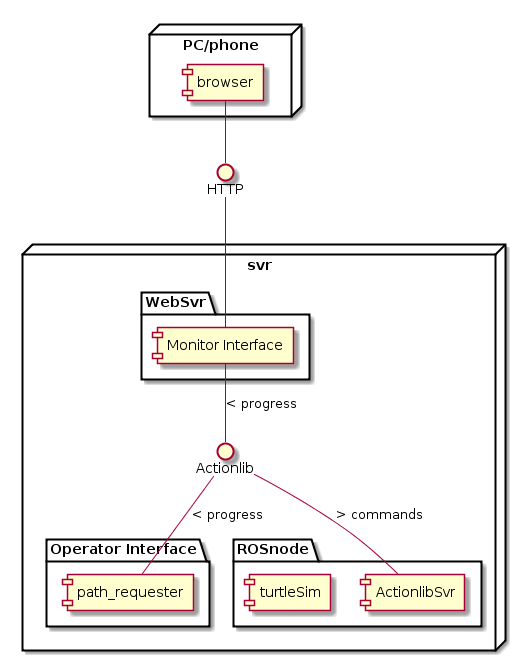 PC/phone
browser
HTTP
svr
WebSvr
Monitor Interface
< progress
Actionlib
< progress
> commands
Operator Interface
ROSnode
path_requester
turtleSim
ActionlibSvr